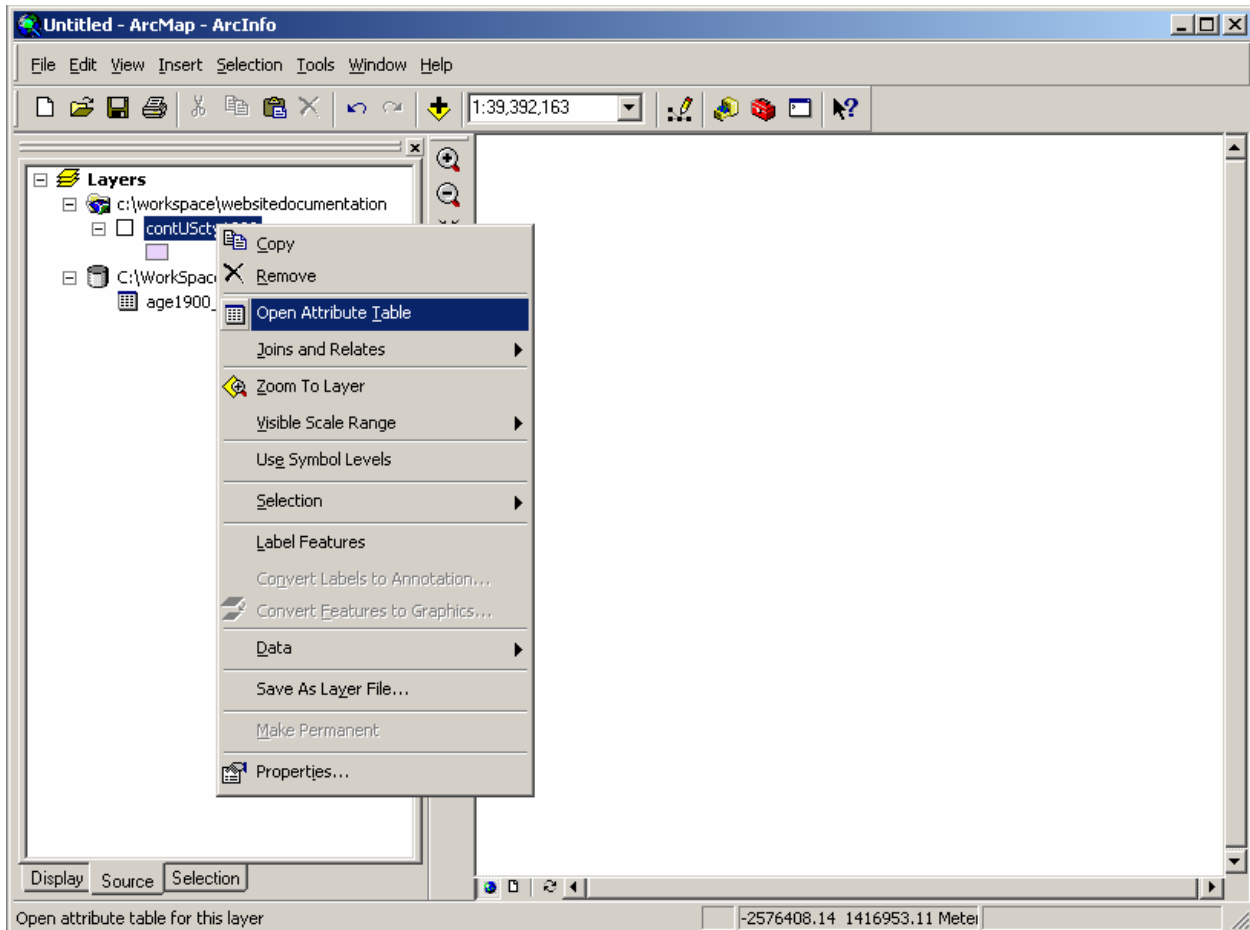 Untitled - ArcMap - ArcInfo
File Edit View Insert Selection Tools Window Help
1:39,392,163
Layers
c:\workspace\websitedocumentation
contUScty
C:\WorkSpac
age1900_
Copy
Remove
Open Attribute Table
Joins and Relates
Zoom To Layer
Visible Scale Range
Use Symbol Levels
Selection
Label Features
Convert Labels to Annotation...
Convert Features to Graphics...
Data
Save As Layer File...
Make Permanent
Properties...
Display Source Selection
Open attribute table for this layer
-2576408.14 1416953.11 Meter